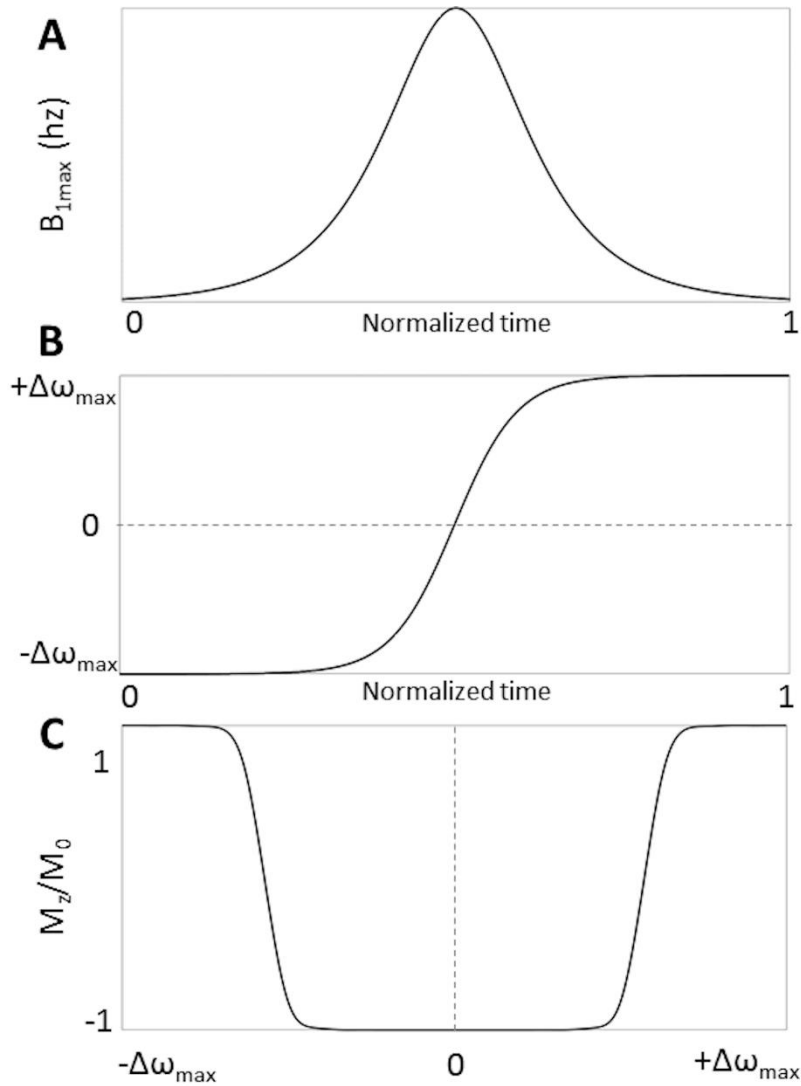 A
B₁ₘₐₓ (hz)
0
Normalized time
1
B
+Δωₘₐₓ
0
-Δωₘₐₓ
0
Normalized time
1
C
1
M_z/M₀
-1
-Δωₘₐₓ
0
+Δωₘₐₓ